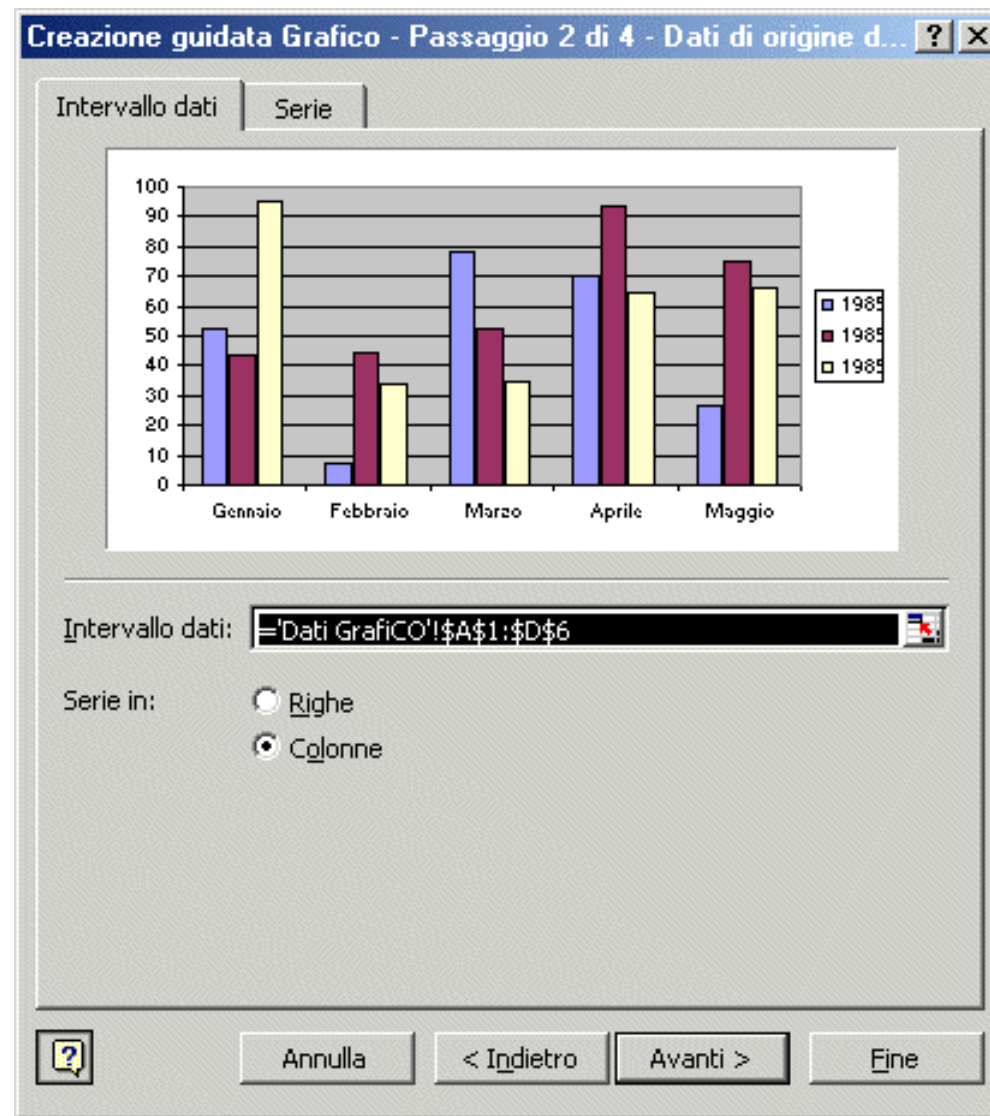 Creazione guidata Grafico - Passaggio 2 di 4 - Dati di origine d...
Intervallo dati
Serie
100
90
80
70
60
50
40
30
20
10
0
Gennaio Febbraio Marzo Aprile Maggio
1985
1985
1985
Intervallo dati: ='Dati GrafiCO'!$A$1:$D$6
Serie in: Righe
Colonne
? Annulla < Indietro Avanti > Fine